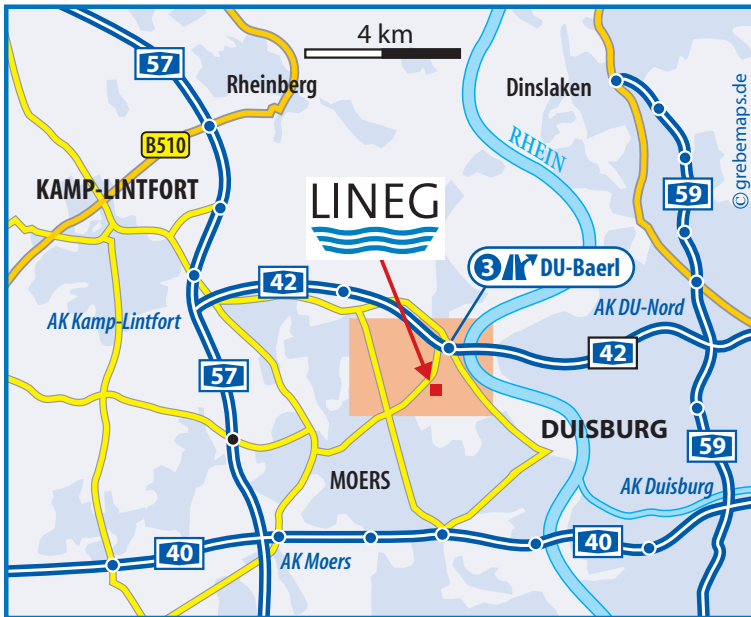 4 km
57
Rheinberg
Dinslaken
© grebemaps.de
B510
RHEIN
KAMP-LINTFORT
LINEG
59
3 DU-Baerl
42
AK Kamp-Lintfort
AK DU-Nord
42
57
DUISBURG
59
MOERS
AK Duisburg
40
AK Moers
40